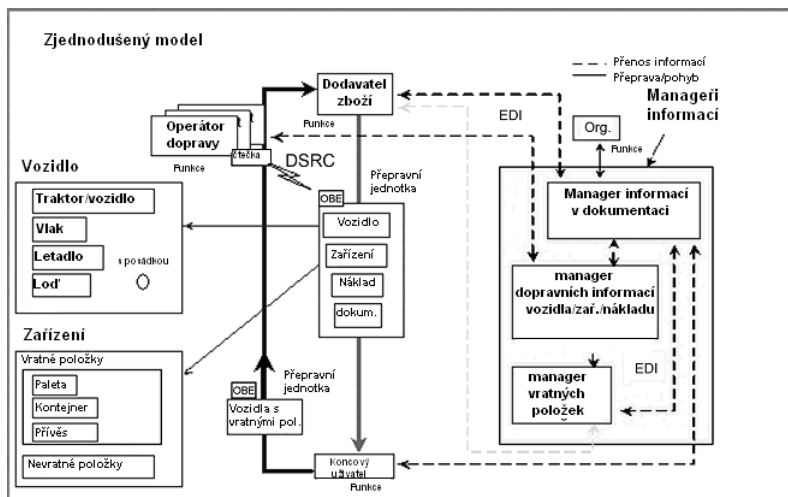 Zjednodušený model
Přenos informací
Přeprava/pohyb
Dodavatel
zboží
Funkce
Manageři
informací
EDI
Org.
Funkce
Operátor
dopravy
čtečka
Funkce
DSRC
Přepravní
jednotka
OBE
Vozidlo
Zařízení
Náklad
dokum.
Vozidlo
Traktor/vozidlo
Vlak
Letadlo
Loď
s posádkou
Manager informací
v dokumentaci
manager
dopravních informací
vozidla/zař./nákladu
manager
vratných
položek
EDI
Zařízení
Vratné položky
Paleta
Kontejner
Přívěs
Nevratné položky
Přepravní
jednotka
OBE
Vozidla s
vratnými pol.
Koncový
uživatel
Funkce